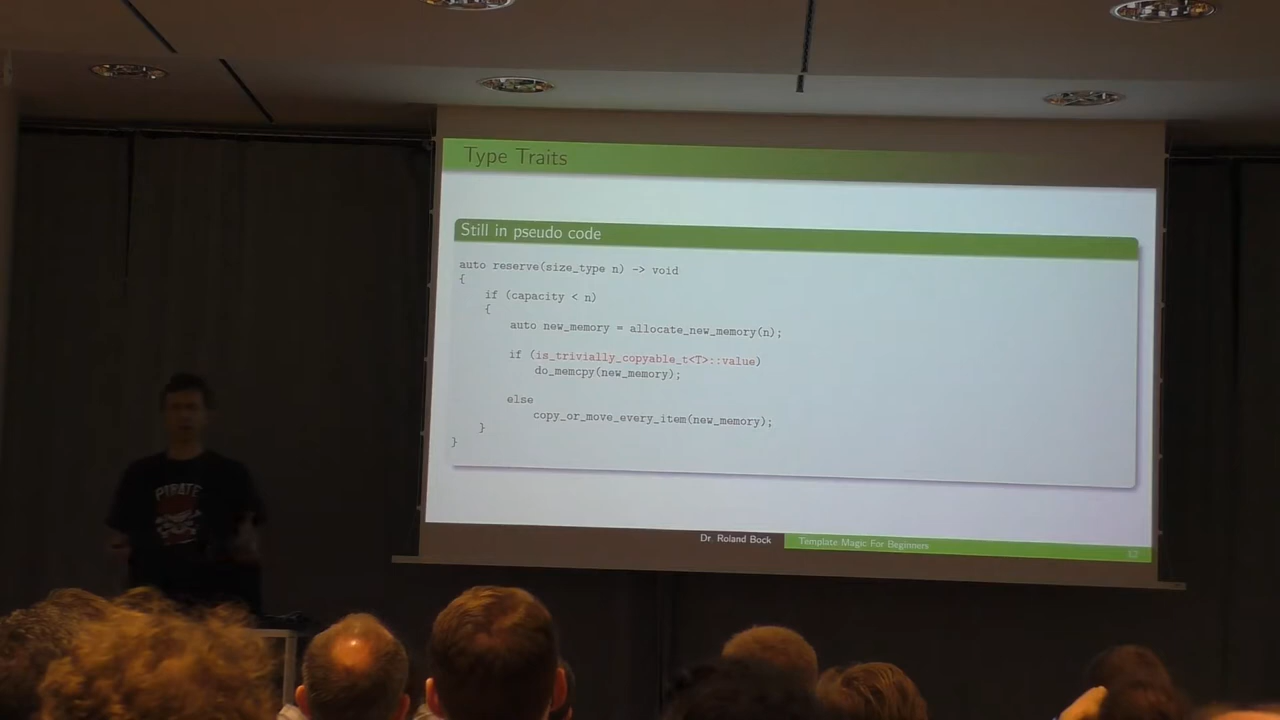 Type Traits
Still in pseudo code
auto reserve(size_type n) -> void
{
if (capacity < n)
{
auto new_memory = allocate_new_memory(n);
if (is_trivially_copyable_t<T>::value)
do_memcpy(new_memory);
else
copy_or_move_every_item(new_memory);
}
}
PIRATE
Dr. Roland Bock
Template Magic For Beginners